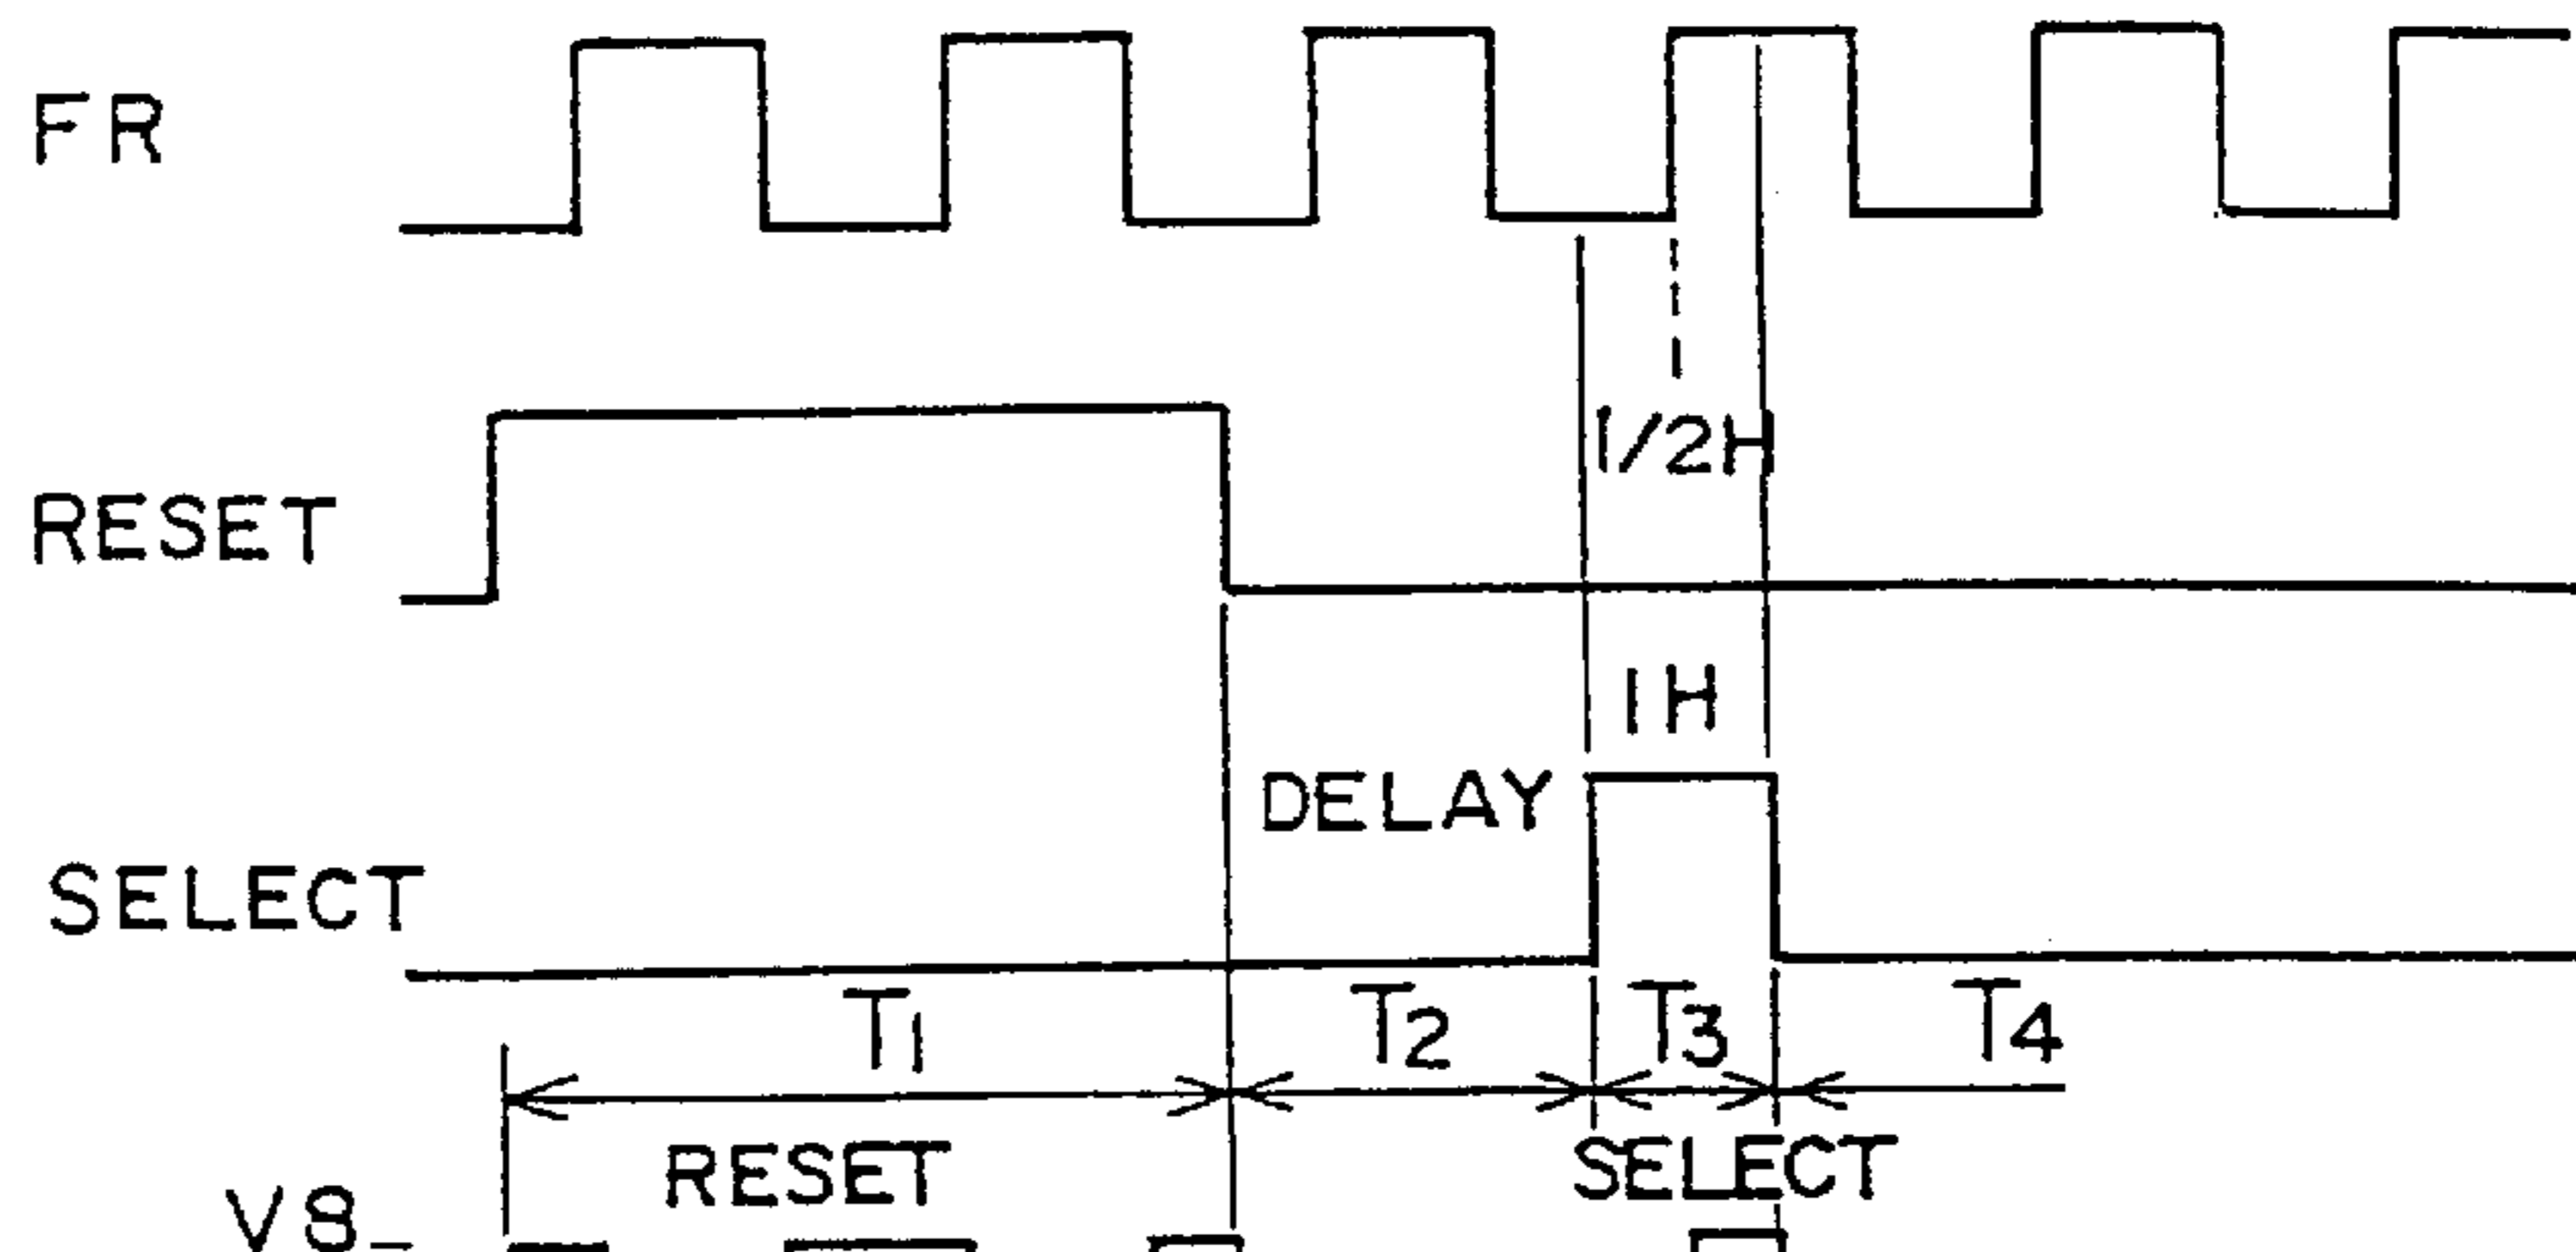 FR
1/2H
RESET
1H
DELAY
SELECT
T1 T2 T3 T4
RESET SELECT
V8